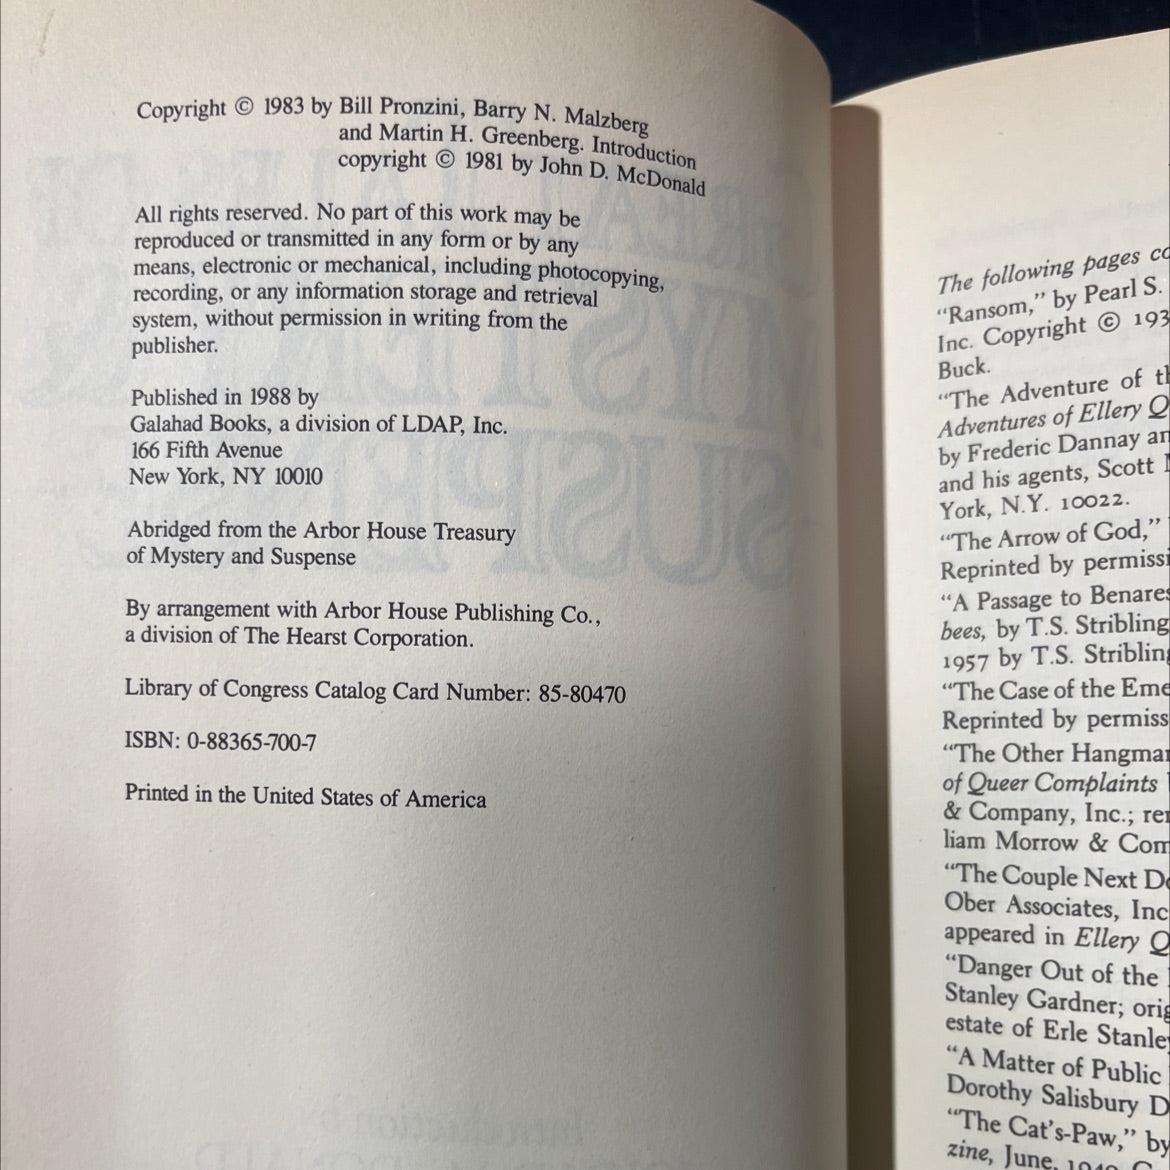 Copyright © 1983 by Bill Pronzini, Barry N. Malzberg
and Martin H. Greenberg. Introduction
copyright © 1981 by John D. McDonald
All rights reserved. No part of this work may be
reproduced or transmitted in any form or by any
means, electronic or mechanical, including photocopying,
recording, or any information storage and retrieval
system, without permission in writing from the
publisher.
Published in 1988 by
Galahad Books, a division of LDAP, Inc.
166 Fifth Avenue
New York, NY 10010
Abridged from the Arbor House Treasury
of Mystery and Suspense
By arrangement with Arbor House Publishing Co.,
a division of The Hearst Corporation.
Library of Congress Catalog Card Number: 85-80470
ISBN: 0-88365-700-7
Printed in the United States of America
The following pages
“Ransom,” by Pearl S.
Inc. Copyright ©
Buck.
“The Adventure of
Adventures of Ellery
by Frederic Dannay
and his agents, Scott
York, N.Y. 10022.
“The Arrow of God,”
Reprinted by
“A Passage to Benares
bees, by T.S. Stribling
1957 by T.S.
“The Case of the
Reprinted by
“The Other
of Queer Complaints
& Company, Inc.;
liam Morrow &
“The Couple Next
Ober Associates, Inc
appeared in Ellery
“Danger Out of the
Stanley Gardner;
estate of Erle
“A Matter of Public
Dorothy Salisbury
“The Cat's-Paw,” by
zine, June,